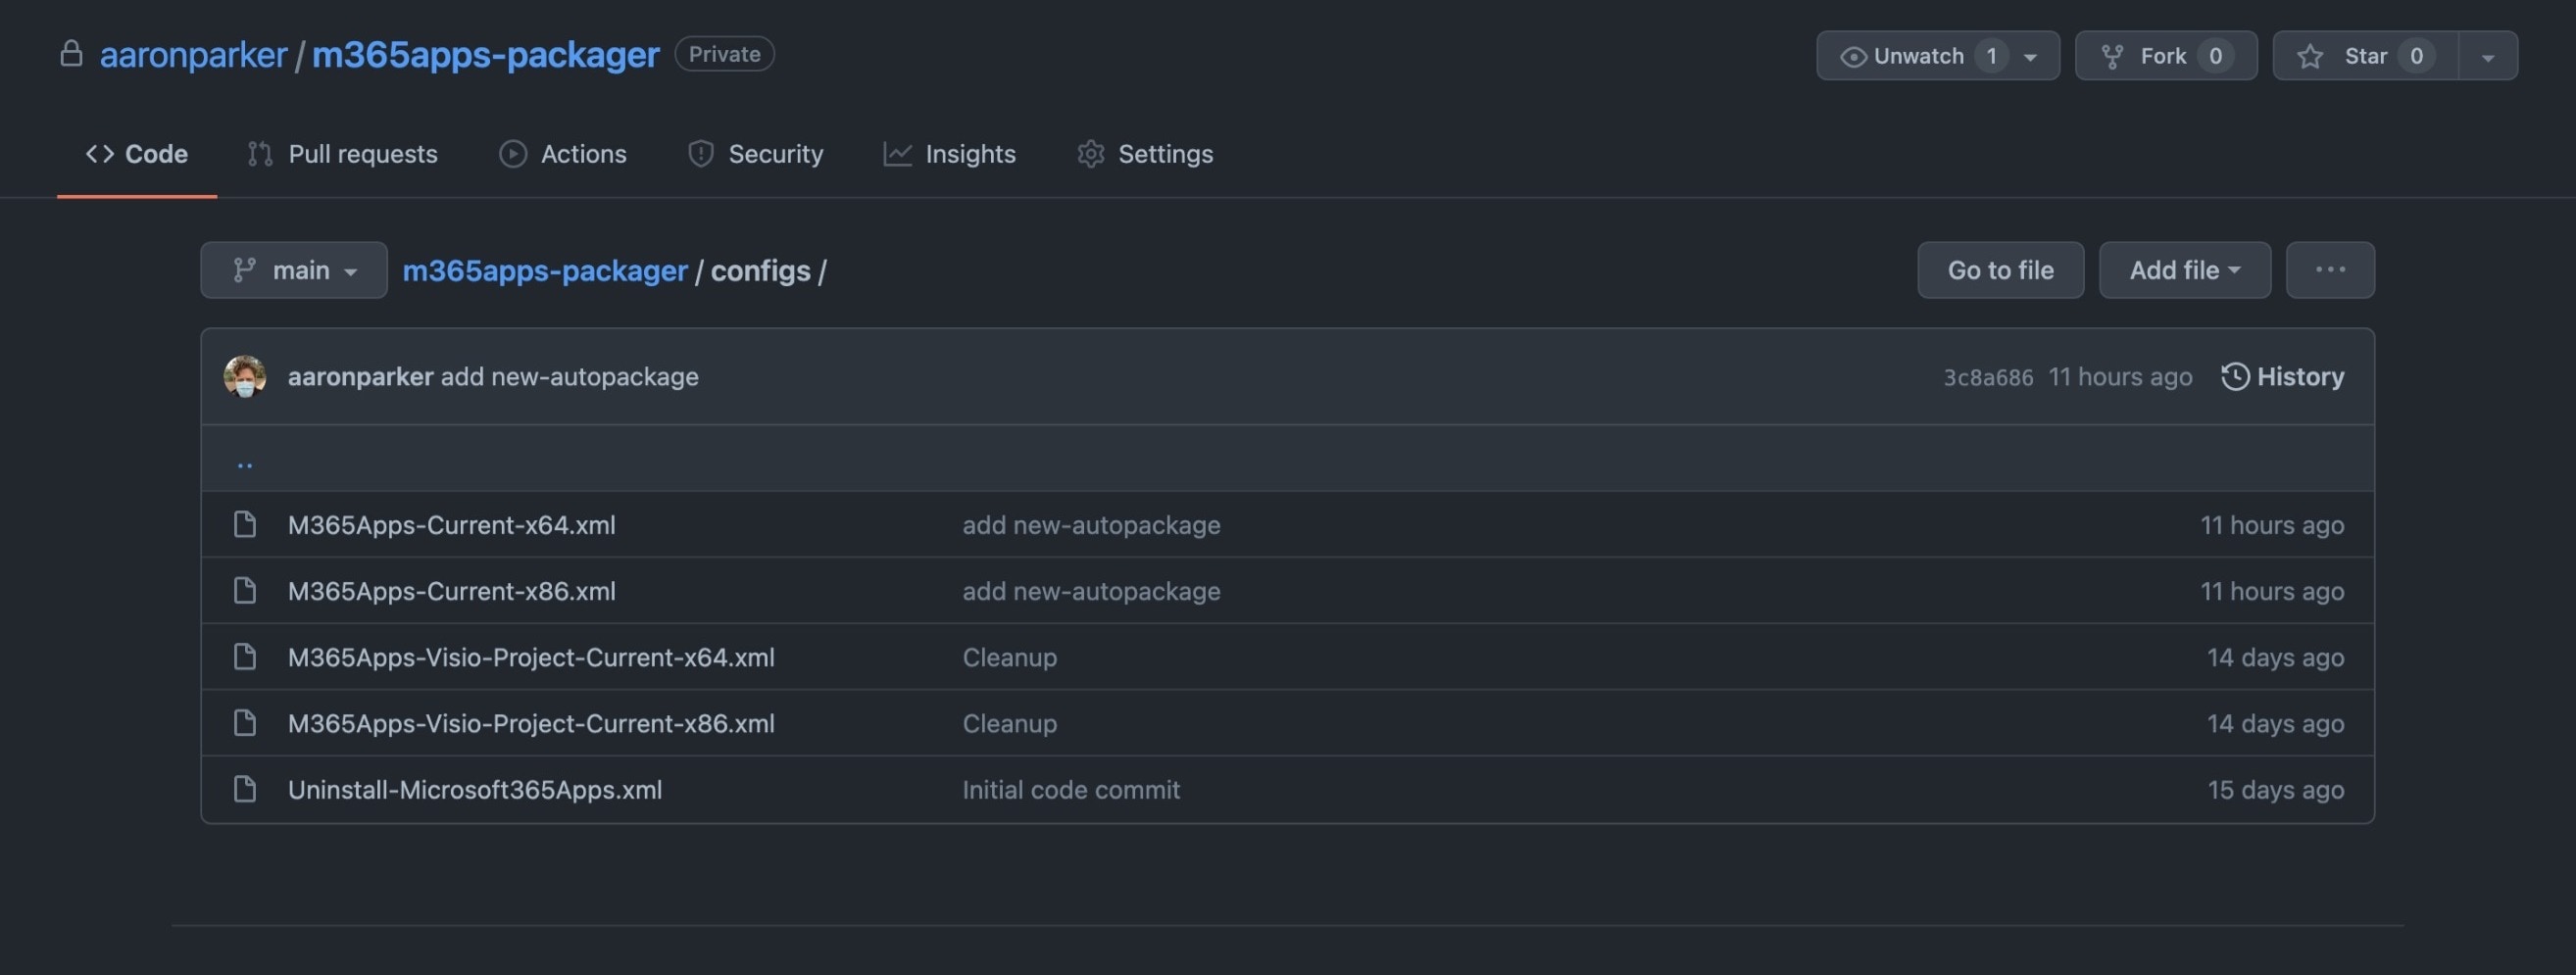 aaronparker / m365apps-packager Private Unwatch 1 Fork 0 Star 0
Code Pull requests Actions Security Insights Settings
main m365apps-packager / configs / Go to file Add file ...
aaronparker add new-autopackage 3c8a686 11 hours ago History
..
M365Apps-Current-x64.xml add new-autopackage 11 hours ago
M365Apps-Current-x86.xml add new-autopackage 11 hours ago
M365Apps-Visio-Project-Current-x64.xml Cleanup 14 days ago
M365Apps-Visio-Project-Current-x86.xml Cleanup 14 days ago
Uninstall-Microsoft365Apps.xml Initial code commit 15 days ago